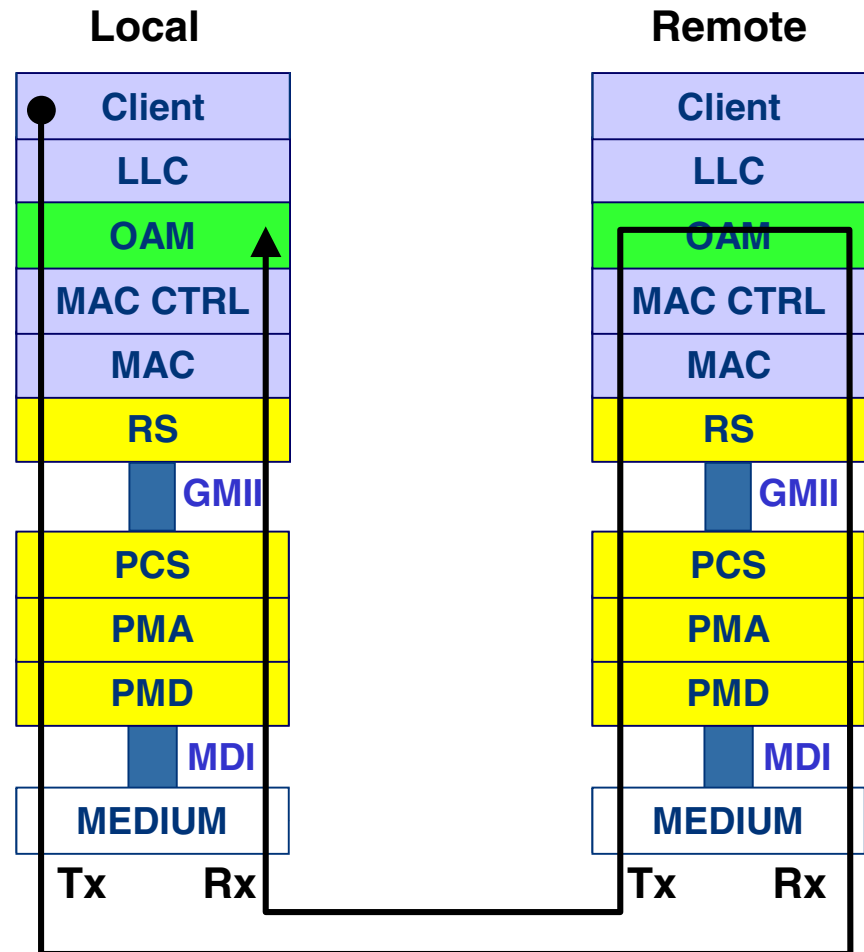 Local
Remote
Client
LLC
OAM
MAC CTRL
MAC
RS
GMII
PCS
PMA
PMD
MDI
MEDIUM
Tx Rx
Client
LLC
OAM
MAC CTRL
MAC
RS
GMII
PCS
PMA
PMD
MDI
MEDIUM
Tx Rx